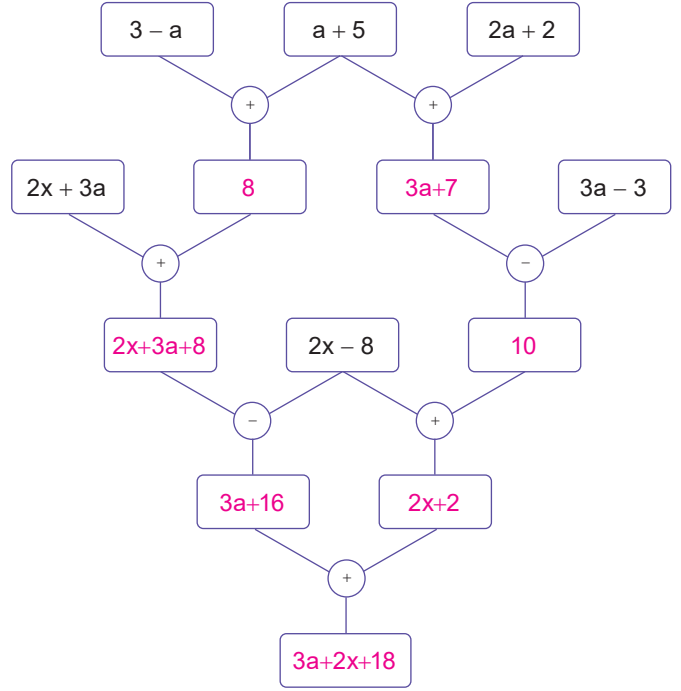 3 – a
a + 5
2a + 2
+
+
2x + 3a
8
3a+7
3a – 3
+
–
2x+3a+8
2x – 8
10
–
+
3a+16
2x+2
+
3a+2x+18